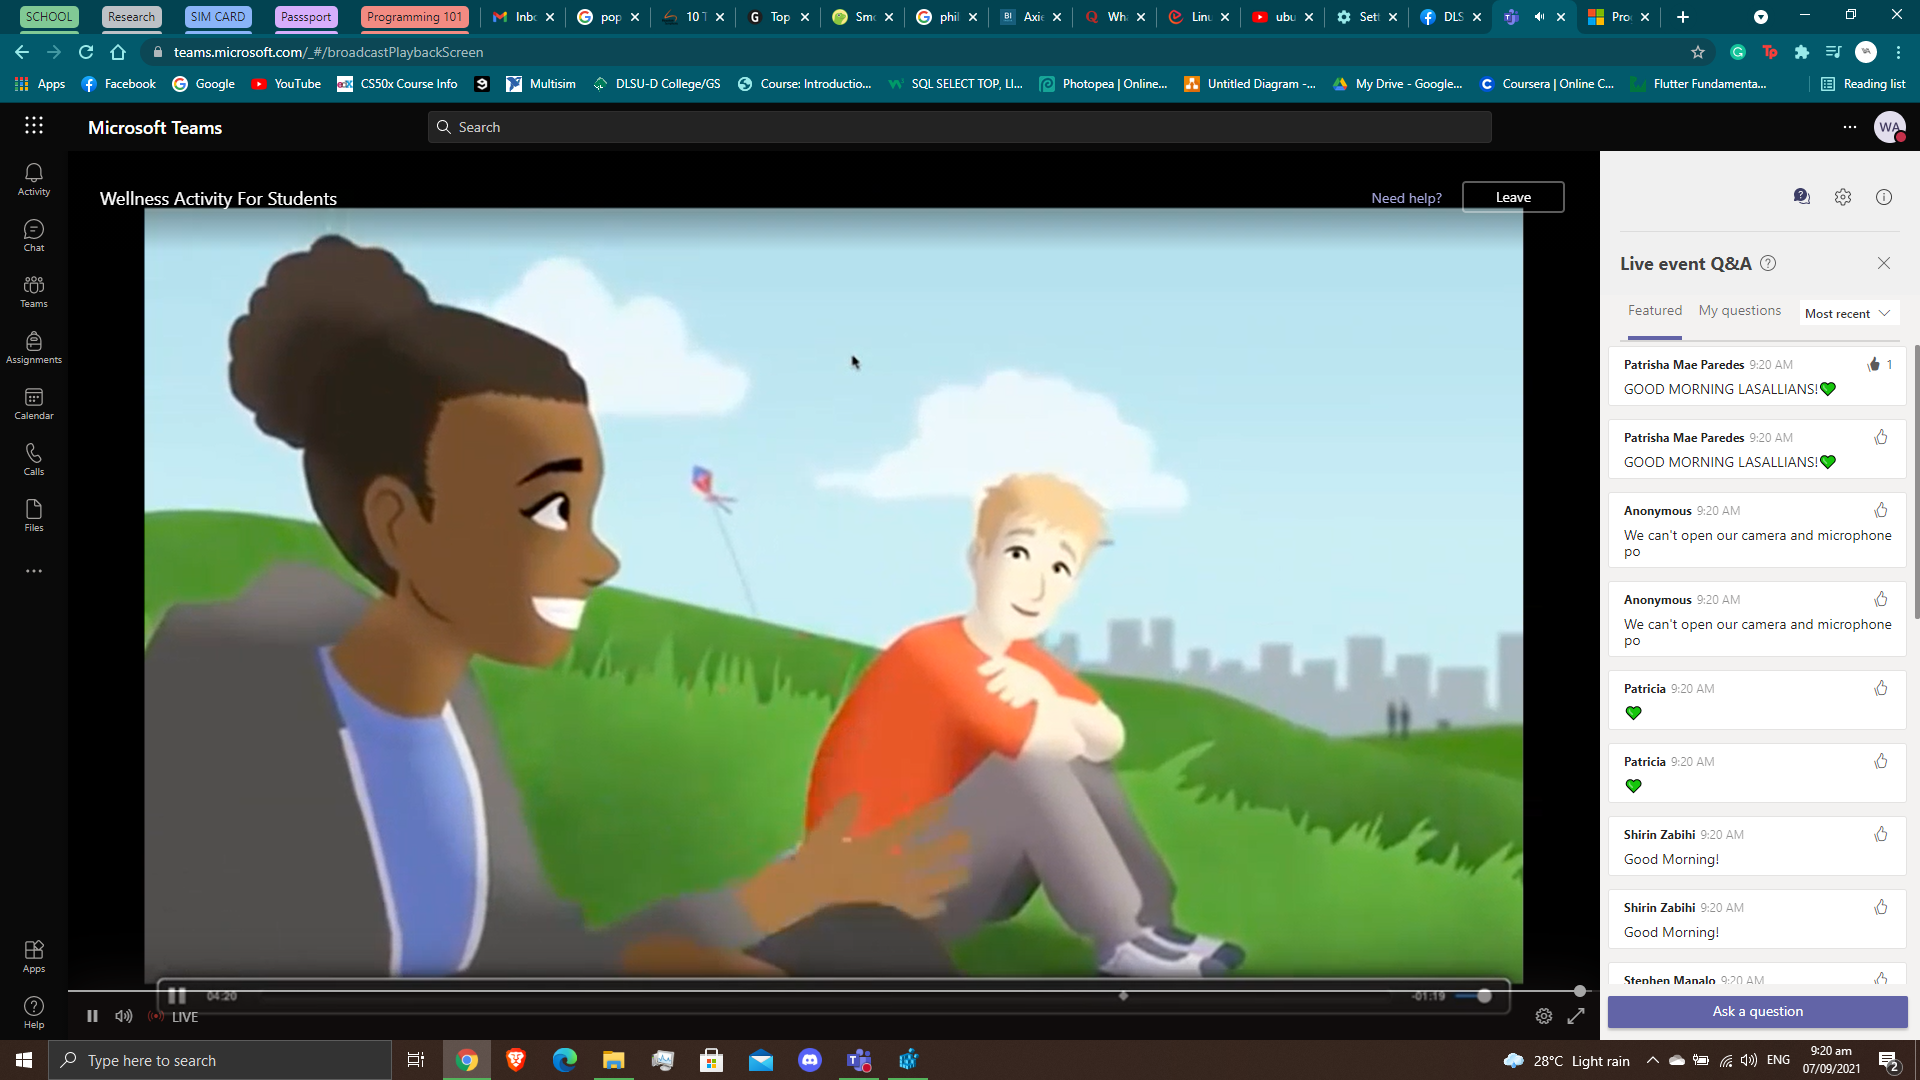 SCHOOL Research SIM CARD Passsport Programming 101 Inbc pop 10 T Top Smc phil Axie Wha Linu ubu Sett DLS Pro
teams.microsoft.com/_#/broadcastPlaybackScreen
Apps Facebook Google YouTube CS50x Course Info Multisim DLSU-D College/GS Course: Introductio... SQL SELECT TOP, LI... Photopea | Online... Untitled Diagram -... My Drive - Google... Coursera | Online C... Flutter Fundamenta... Reading list
Microsoft Teams
Search
WA
Activity
Chat
Teams
Assignments
Calendar
Calls
Files
Apps
Help
Wellness Activity For Students
Need help?
Leave
04:20
-01:19
LIVE
Live event Q&A
Featured My questions Most recent
Patrisha Mae Paredes 9:20 AM 1
GOOD MORNING LASALLIANS!💚
Patrisha Mae Paredes 9:20 AM
GOOD MORNING LASALLIANS!💚
Anonymous 9:20 AM
We can't open our camera and microphone
po
Anonymous 9:20 AM
We can't open our camera and microphone
po
Patricia 9:20 AM
💚
Patricia 9:20 AM
💚
Shirin Zabihi 9:20 AM
Good Morning!
Shirin Zabihi 9:20 AM
Good Morning!
Stephen Manalo 9:20 AM
Ask a question
Type here to search
28°C Light rain
ENG
9:20 am
07/09/2021
2